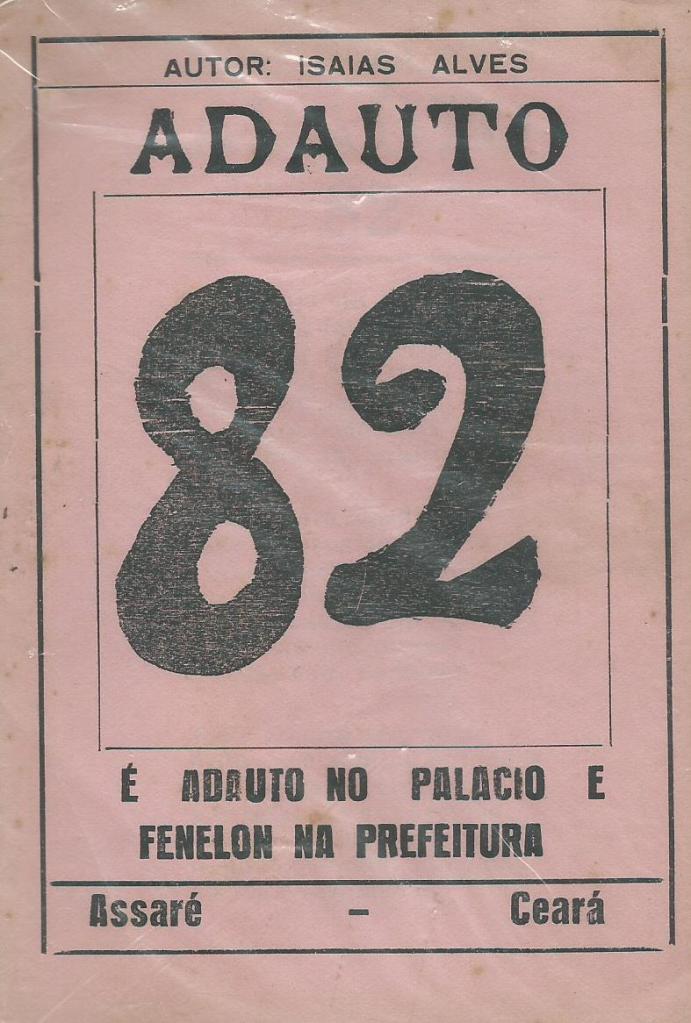 AUTOR: ISAIAS ALVES
ADAUTO
82
É ADAUTO NO PALACIO E
FENELON NA PREFEITURA
Assaré - Ceará